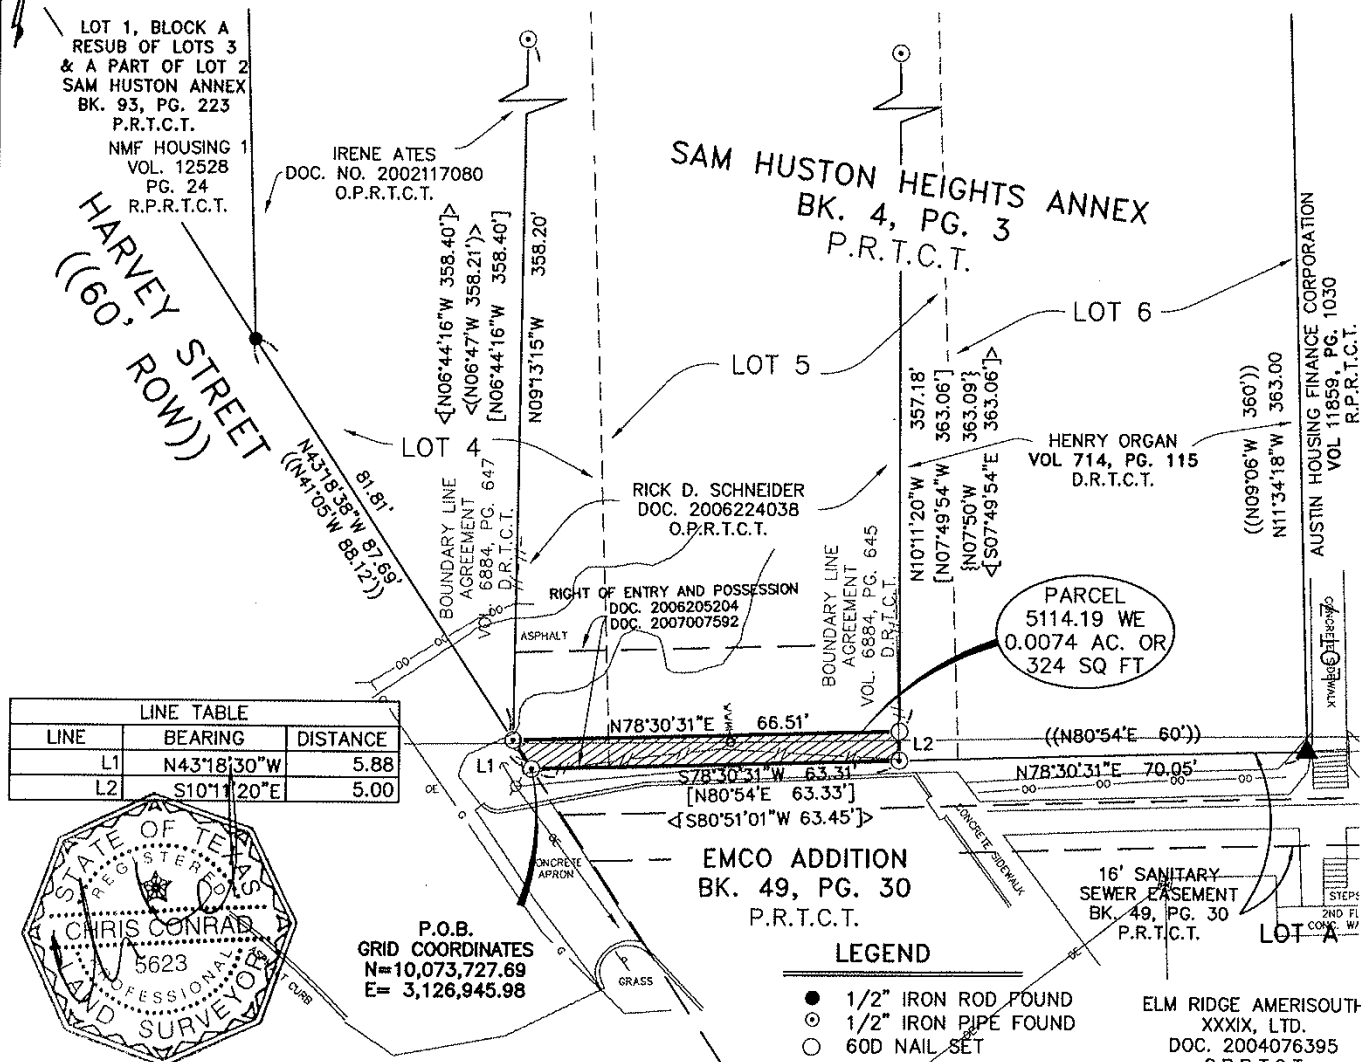 LOT 1, BLOCK A
RESUB OF LOTS 3
& A PART OF LOT 2
SAM HUSTON ANNEX
BK. 93, PG. 223
P.R.T.C.T.
NMF HOUSING 1
VOL. 12528
PG. 24
R.P.R.T.C.T.
IRENE ATES
DOC. NO. 2002117080
O.P.R.T.C.T.
SAM HUSTON HEIGHTS ANNEX
BK. 4, PG. 3
P.R.T.C.T.
HARVEY STREET
((60' ROW))
N43°18'38"W 87.69'
((N41°05'W 88.12'))
81.81'
<[N06°44'16"W 358.40']>
<(N06°47'W 358.21')>
[N06°44'16"W 358.40']
N09°13'15"W 358.20'
LOT 4
LOT 5
LOT 6
BOUNDARY LINE
AGREEMENT
VOL. 6884, PG. 647
D.R.T.C.T.
RICK D. SCHNEIDER
DOC. 2006224038
O.P.R.T.C.T.
RIGHT OF ENTRY AND POSSESSION
DOC. 2006205204
DOC. 2007007592
ASPHALT
BOUNDARY LINE
AGREEMENT
VOL. 6884, PG. 645
D.R.T.C.T.
N10°11'20"W 357.18'
[N07°49'54"W 363.06']
{N07°50'W 363.09'}
<[S07°49'54"E 363.06']>
HENRY ORGAN
VOL 714, PG. 115
D.R.T.C.T.
((N09°06'W 360'))
N11°34'18"W 363.00
AUSTIN HOUSING FINANCE CORPORATION
VOL 11859, PG. 1030
R.P.R.T.C.T.
CONCRETE SIDEWALK
PARCEL
5114.19 WE
0.0074 AC. OR
324 SQ FT
LINE TABLE
LINE BEARING DISTANCE
L1 N43°18'30"W 5.88
L2 S10°11'20"E 5.00
N78°30'31"E 66.51'
L1
L2
S78°30'31"W 63.31'
[N80°54'E 63.33']
<[S80°51'01"W 63.45']>
((N80°54'E 60'))
N78°30'31"E 70.05'
STATE OF TEXAS
REGISTERED
CHRIS CONRAD
5623
PROFESSIONAL
LAND SURVEYOR
ASPHALT CURB
P.O.B.
GRID COORDINATES
N=10,073,727.69
E= 3,126,945.98
CONCRETE
APRON
GRASS
EMCO ADDITION
BK. 49, PG. 30
P.R.T.C.T.
CONCRETE SIDEWALK
16' SANITARY
SEWER EASEMENT
BK. 49, PG. 30
P.R.T.C.T.
STEPS
2ND FL
LOT A
LEGEND
1/2" IRON ROD FOUND
1/2" IRON PIPE FOUND
60D NAIL SET
ELM RIDGE AMERISOUTH
XXXIX, LTD.
DOC. 2004076395